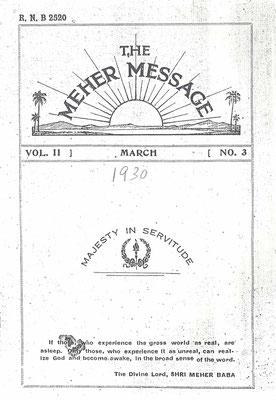 R. N. B 2520
THE
MEHER MESSAGE
VOL. II ] MARCH [ NO. 3
1930
MAJESTY IN SERVITUDE
If those, who experience the gross world as real, are
asleep. Only those, who experience it as unreal, can real-
ize God and become awake, in the broad sense of the word.
The Divine Lord, SHRI MEHER BABA